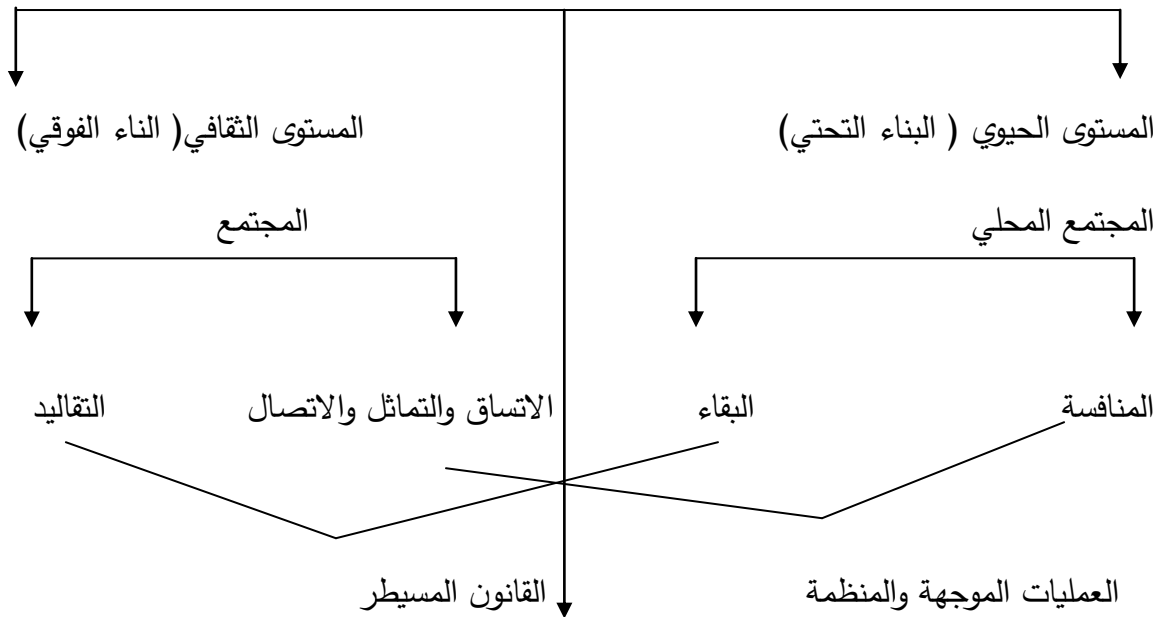 المستوى الحيوي ( البناء التحتي) المستوى الثقافي( الناء الفوقي)
المجتمع المحلي المجتمع
المنافسة البقاء الاتساق والتماثل والاتصال التقاليد
العمليات الموجهة والمنظمة القانون المسيطر